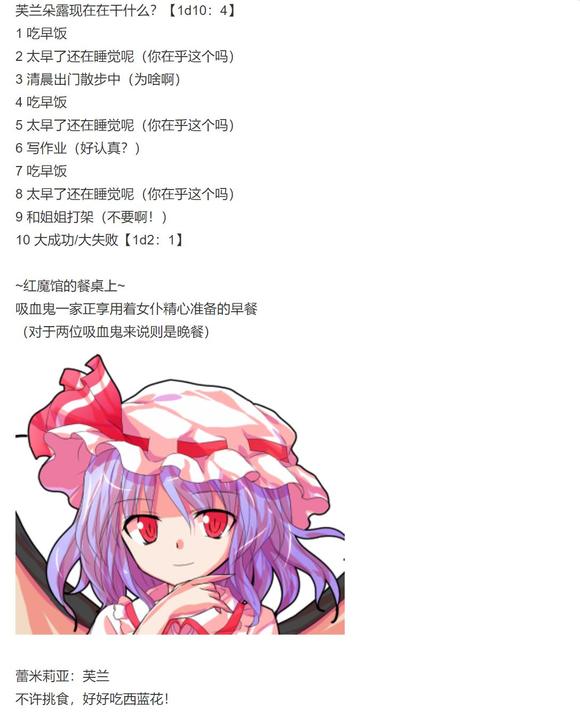 芙兰朵露现在在干什么？【1d10：4】
1 吃早饭
2 太早了还在睡觉呢（你在乎这个吗）
3 清晨出门散步中（为啥啊）
4 吃早饭
5 太早了还在睡觉呢（你在乎这个吗）
6 写作业（好认真？）
7 吃早饭
8 太早了还在睡觉呢（你在乎这个吗）
9 和姐姐打架（不要啊！）
10 大成功/大失败【1d2：1】
~红魔馆的餐桌上~
吸血鬼一家正享用着女仆精心准备的早餐
（对于两位吸血鬼来说则是晚餐）
蕾米莉亚：芙兰
不许挑食，好好吃西蓝花！